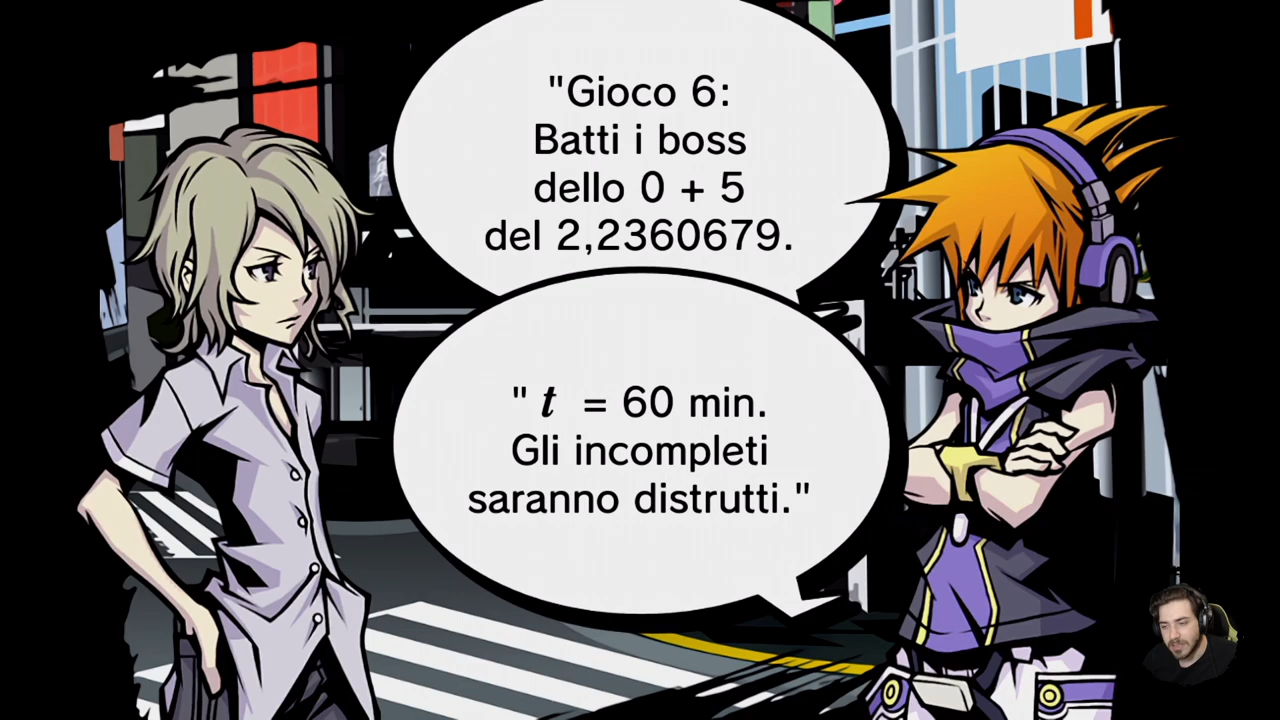 "Gioco 6:
Batti i boss
dello 0 + 5
del 2,2360679.
" t = 60 min.
Gli incompleti
saranno distrutti."